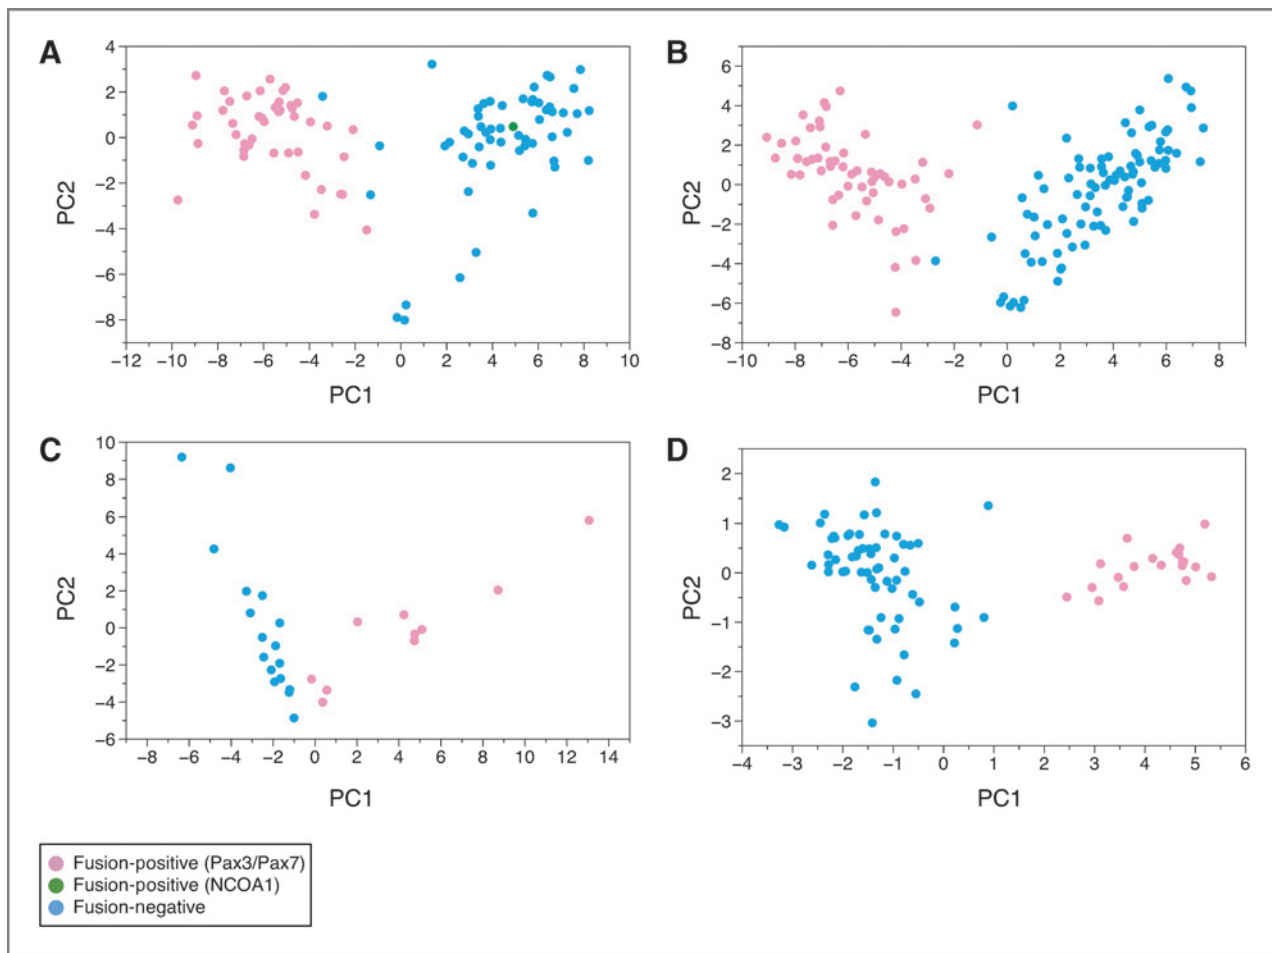 A
4
2
0
−2
−4
−6
−8
PC2
−12 −10 −8 −6 −4 −2 0 2 4 6 8 10
PC1
B
6
4
2
0
−2
−4
−6
−8
PC2
−10 −8 −6 −4 −2 0 2 4 6 8
PC1
C
10
8
6
4
2
0
−2
−4
−6
PC2
−8 −6 −4 −2 0 2 4 6 8 10 12 14
PC1
D
2
1
0
−1
−2
−3
PC2
−4 −3 −2 −1 0 1 2 3 4 5 6
PC1
Fusion-positive (Pax3/Pax7)
Fusion-positive (NCOA1)
Fusion-negative